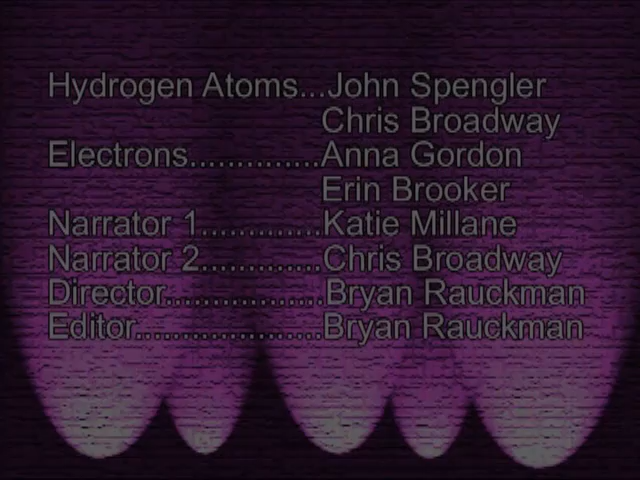 Hydrogen Atoms...John Spengler
Chris Broadway
Electrons..............Anna Gordon
Erin Brooker
Narrator 1.............Katie Millane
Narrator 2.............Chris Broadway
Director.................Bryan Rauckman
Editor....................Bryan Rauckman